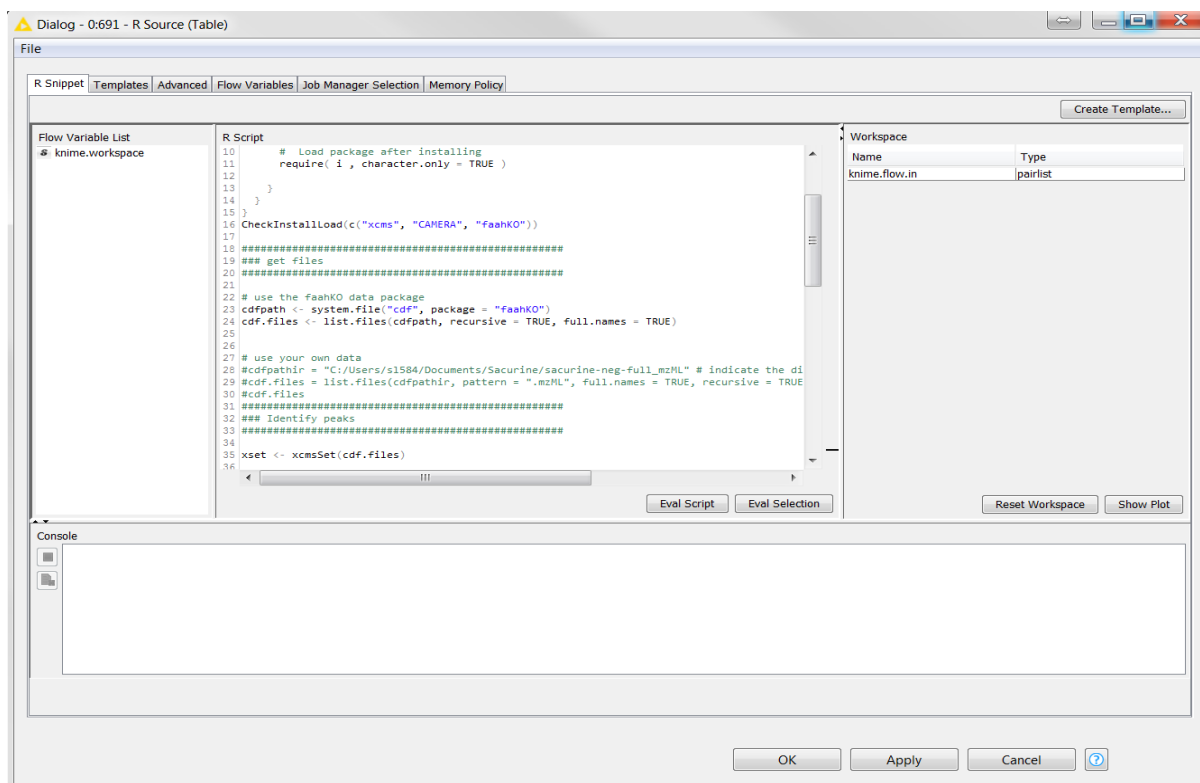 Dialog - 0:691 - R Source (Table)
File
R Snippet Templates Advanced Flow Variables Job Manager Selection Memory Policy
Create Template...
Flow Variable List
s knime.workspace
R Script
10 # Load package after installing
11 require( i , character.only = TRUE )
12
13 }
14 }
15 }
16 CheckInstallLoad(c("xcms", "CAMERA", "faahKO"))
17
18 ###################################################
19 ### get files
20 ###################################################
21
22 # use the faahKO data package
23 cdfpath <- system.file("cdf", package = "faahKO")
24 cdf.files <- list.files(cdfpath, recursive = TRUE, full.names = TRUE)
25
26
27 # use your own data
28 #cdfpathir = "C:/Users/sl584/Documents/Sacurine/sacurine-neg-full_mzML" # indicate the di
29 #cdf.files = list.files(cdfpathir, pattern = ".mzML", full.names = TRUE, recursive = TRUE
30 #cdf.files
31 ###################################################
32 ### Identify peaks
33 ###################################################
34
35 xset <- xcmsSet(cdf.files)
36
Eval Script Eval Selection
Workspace
Name Type
knime.flow.in pairlist
Reset Workspace Show Plot
Console
OK Apply Cancel ?